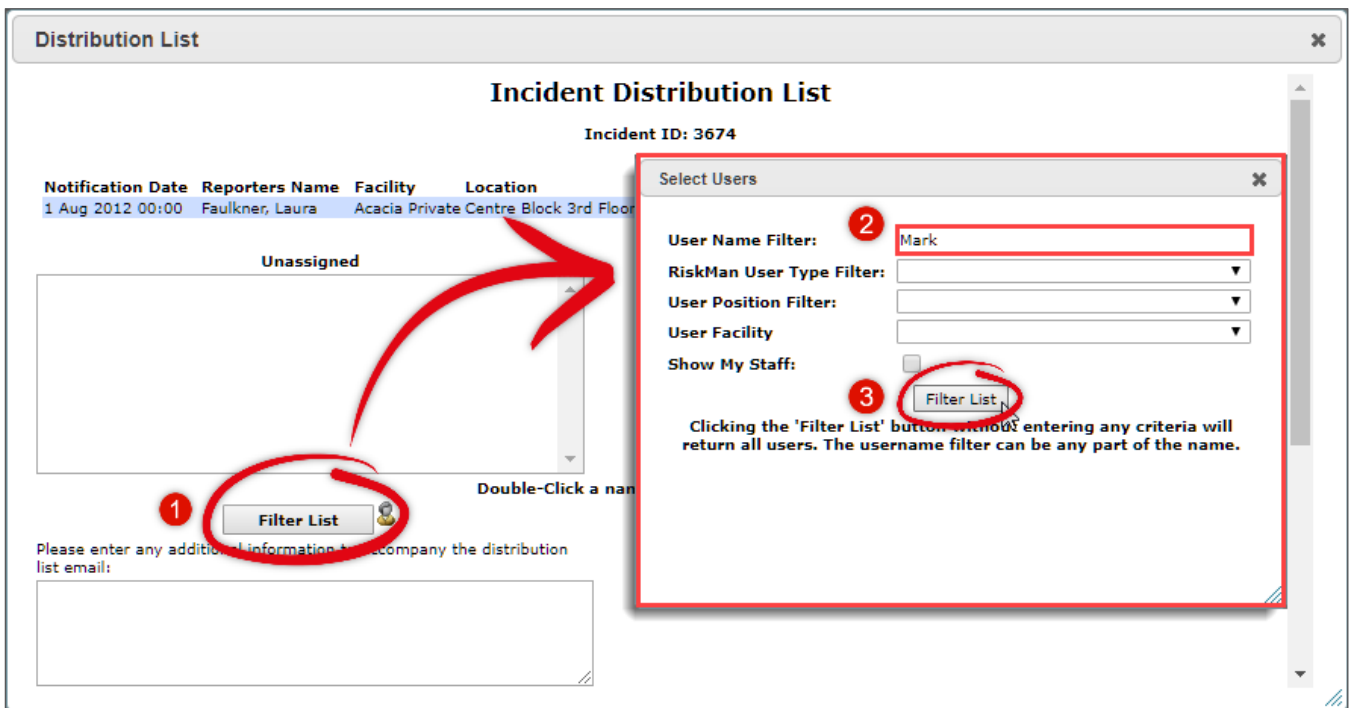 Distribution List
Incident Distribution List
Incident ID: 3674
Notification Date Reporters Name Facility Location
1 Aug 2012 00:00 Faulkner, Laura Acacia Private Centre Block 3rd Floor
Unassigned
Double-Click a nam
1
Filter List
Please enter any additional information to accompany the distribution
list email:
Select Users
2
User Name Filter: Mark
RiskMan User Type Filter:
User Position Filter:
User Facility
Show My Staff:
3
Filter List
Clicking the 'Filter List' button without entering any criteria will
return all users. The username filter can be any part of the name.